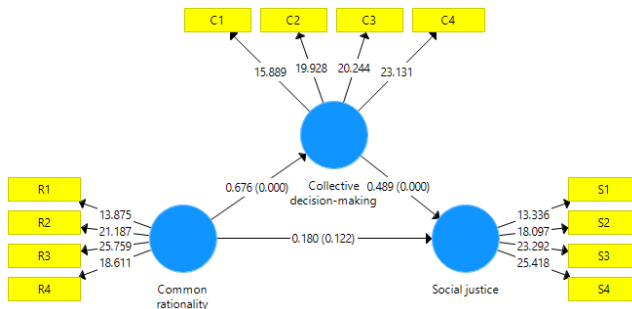 C1 C2 C3 C4
15.889 19.928 20.244 23.131
0.676 (0.000) Collective 0.489 (0.000)
decision-making
R1
R2
R3
R4
13.875
21.187
25.759
18.611
0.180 (0.122)
Common
rationality
Social justice
13.336
18.097
23.292
25.418
S1
S2
S3
S4